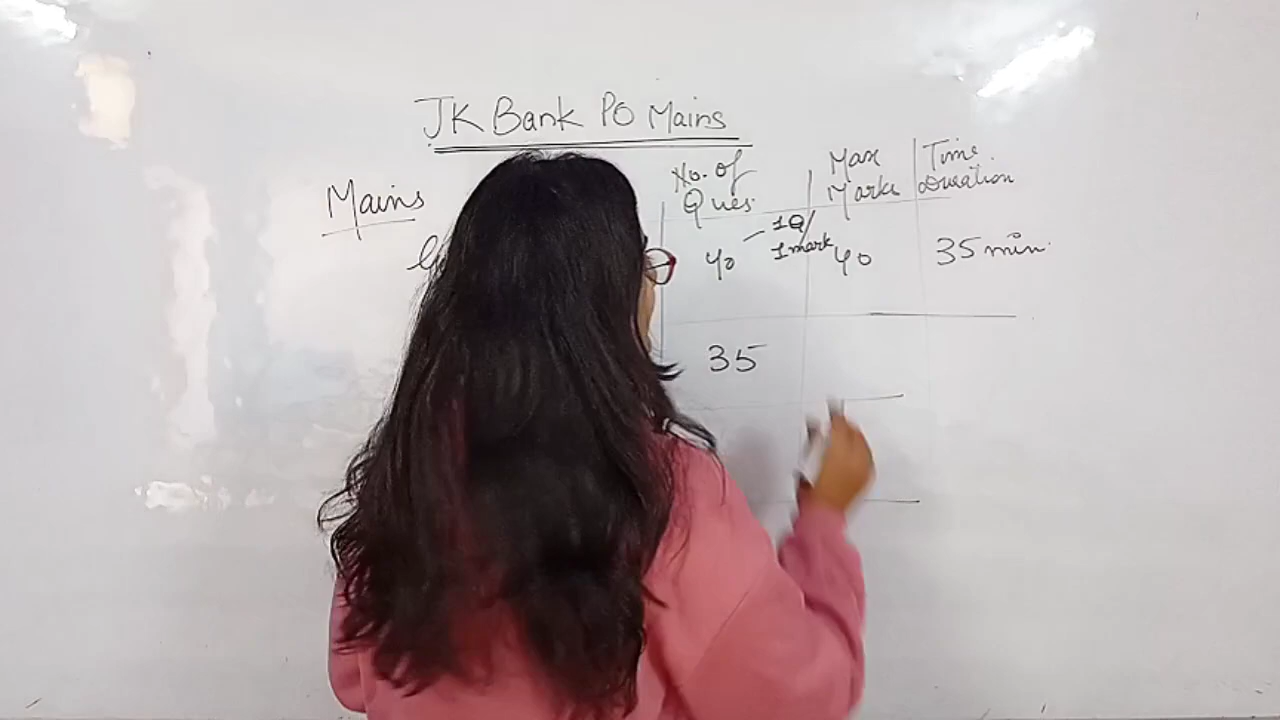 JK Bank PO Mains
Mains
No. of Ques.
Max Marks
Time Duration
40 – 1Q/1mark
40
35 min.
35